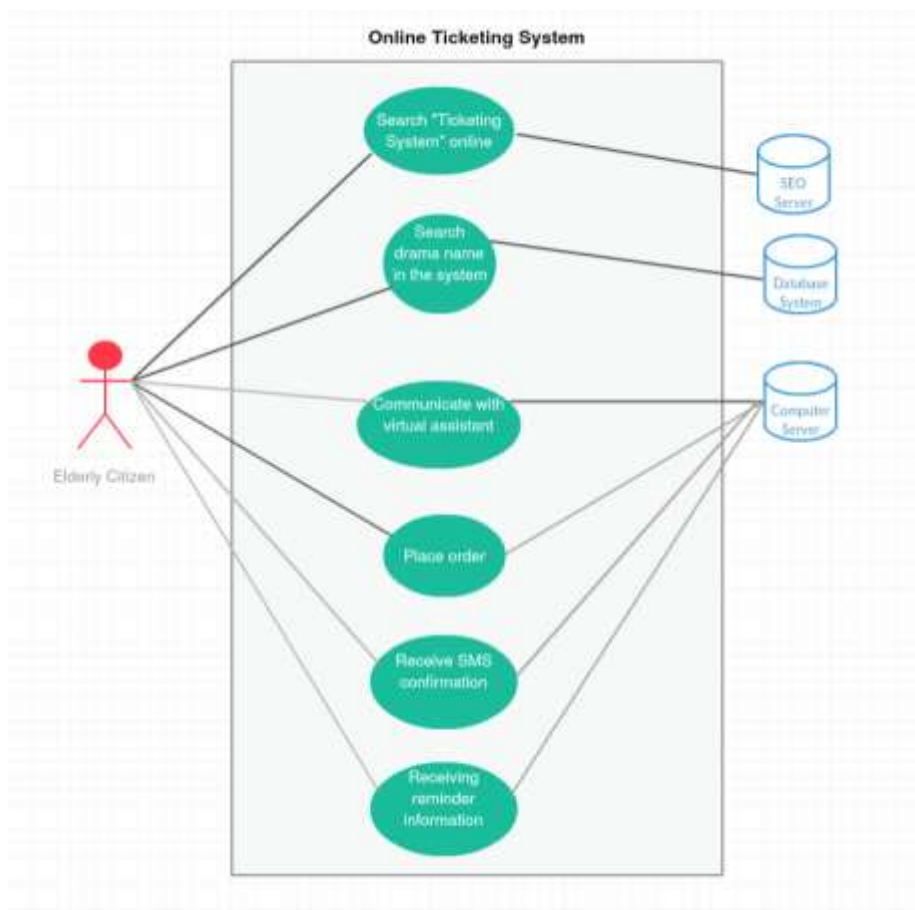 Online Ticketing System
Search "Ticketing
System" online
SEO
Server
Search
drama name
in the system
Database
System
Communicate with
virtual assistant
Computer
Server
Elderly Citizen
Place order
Receive SMS
confirmation
Receiving
reminder
information